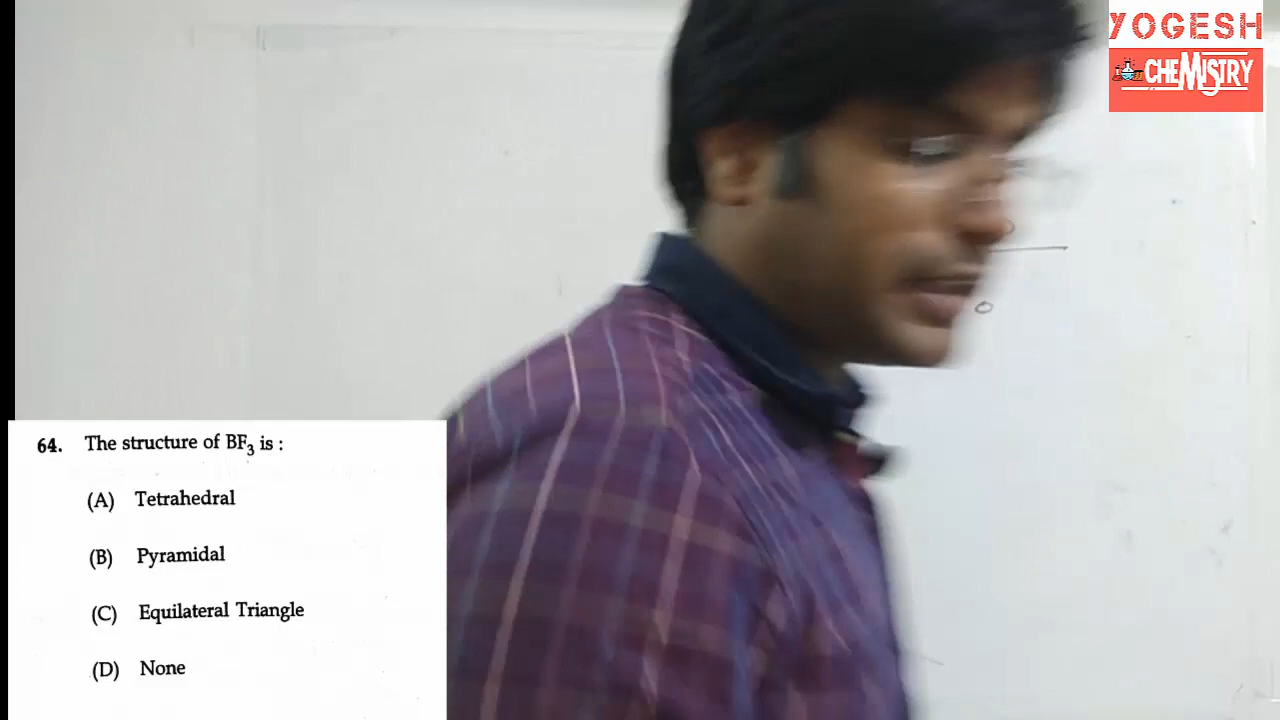 YOGESH
CHEMISTRY
64. The structure of BF₃ is :
(A) Tetrahedral
(B) Pyramidal
(C) Equilateral Triangle
(D) None